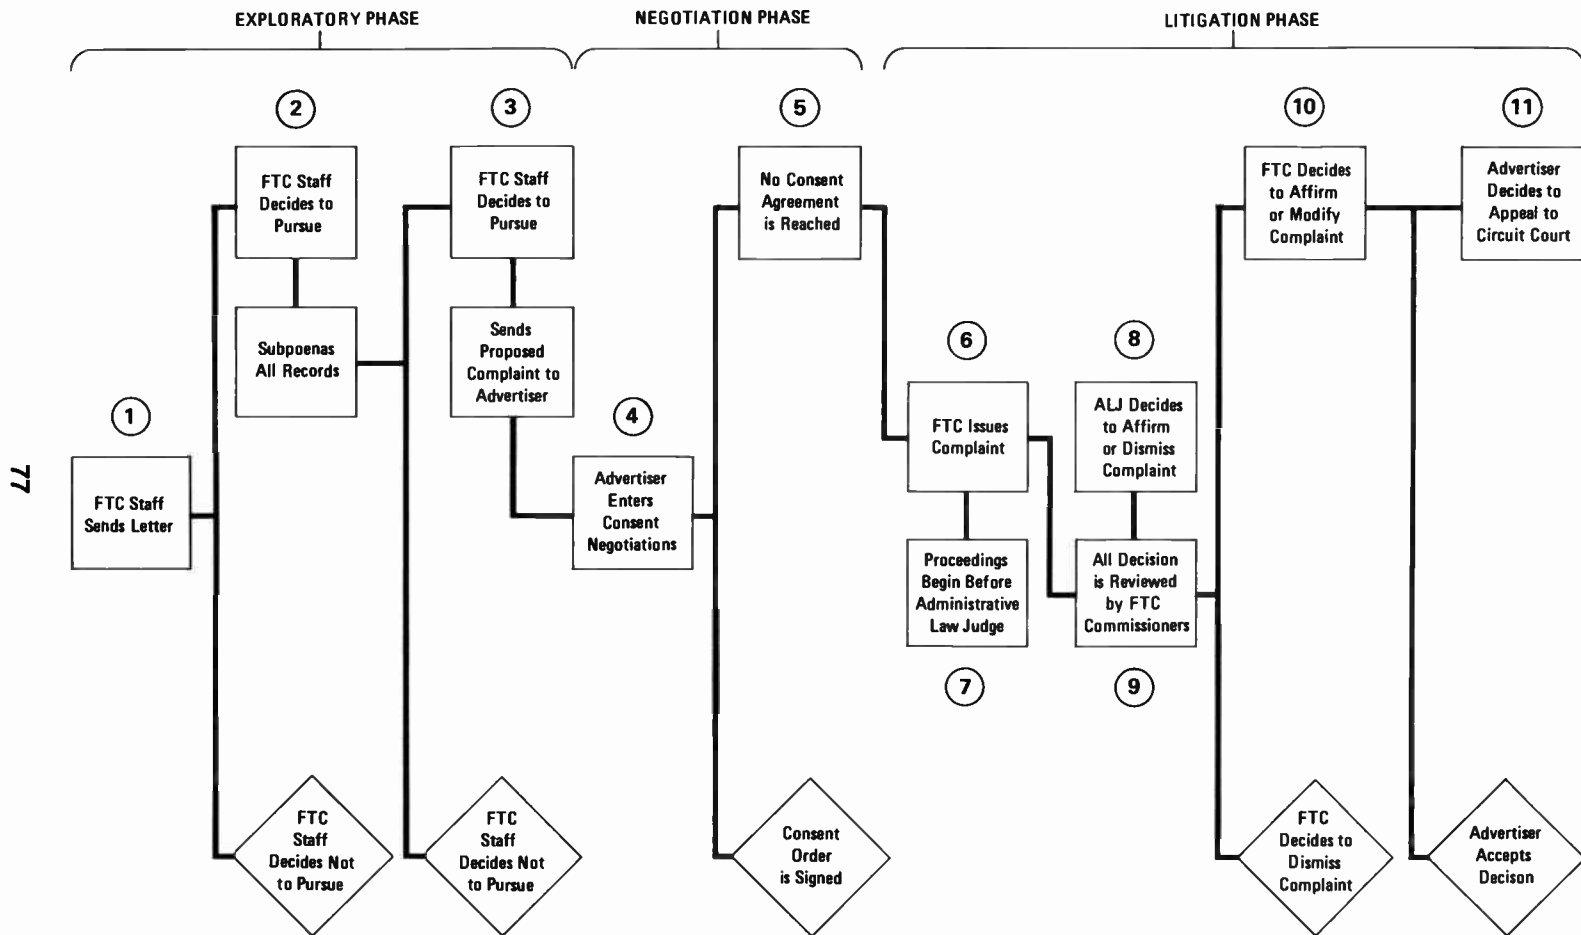 EXPLORATORY PHASE
NEGOTIATION PHASE
LITIGATION PHASE
1
FTC Staff
Sends Letter
2
FTC Staff
Decides to
Pursue
Subpoenas
All Records
FTC
Staff
Decides Not
to Pursue
3
FTC Staff
Decides to
Pursue
Sends
Proposed
Complaint to
Advertiser
FTC
Staff
Decides Not
to Pursue
4
Advertiser
Enters
Consent
Negotiations
5
No Consent
Agreement
is Reached
Consent
Order
is Signed
6
FTC Issues
Complaint
Proceedings
Begin Before
Administrative
Law Judge
7
8
ALJ Decides
to Affirm
or Dismiss
Complaint
All Decision
is Reviewed
by FTC
Commissioners
9
10
FTC Decides
to Affirm
or Modify
Complaint
FTC
Decides to
Dismiss
Complaint
11
Advertiser
Decides to
Appeal to
Circuit Court
Advertiser
Accepts
Decison
77